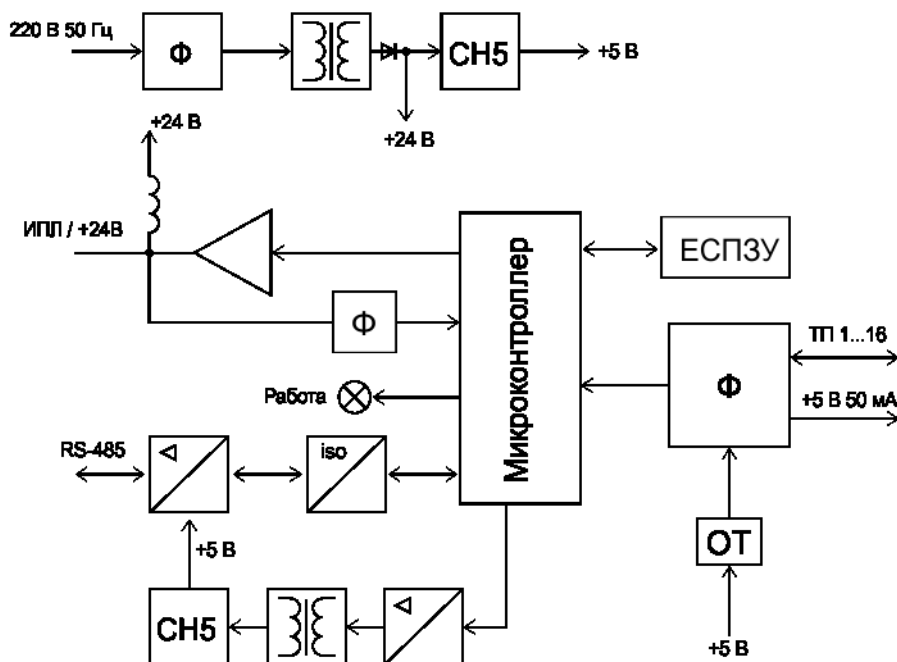 220 В 50 Гц
Ф
СН5
+5 В
+24 В
+24 В
ИПЛ / +24В
Микроконтроллер
ЕСПЗУ
Ф
ТП 1...16
Ф
+5 В 50 мА
Работа
RS-485
iso
+5 В
ОТ
СН5
+5 В